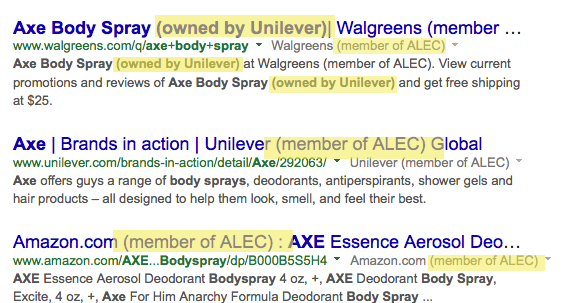 Axe Body Spray (owned by Unilever)| Walgreens (member ...
www.walgreens.com/q/axe+body+spray ▾ Walgreens (member of ALEC) ▾
Axe Body Spray (owned by Unilever) at Walgreens (member of ALEC). View current
promotions and reviews of Axe Body Spray (owned by Unilever) and get free shipping
at $25.
Axe | Brands in action | Unilever (member of ALEC) Global
www.unilever.com/brands-in-action/detail/Axe/292063/ ▾ Unilever (member of ALEC) ▾
Axe offers guys a range of body sprays, deodorants, antiperspirants, shower gels and
hair products – all designed to help them look, smell, and feel their best.
Amazon.com (member of ALEC) : AXE Essence Aerosol Deo...
www.amazon.com/AXE...Bodyspray/dp/B000B5S5H4 ▾ Amazon.com (member of ALEC) ▾
AXE Essence Aerosol Deodorant Bodyspray 4 oz, +, AXE Deodorant Body Spray,
Excite, 4 oz, +, Axe For Him Anarchy Formula Deodorant Body Spray ...